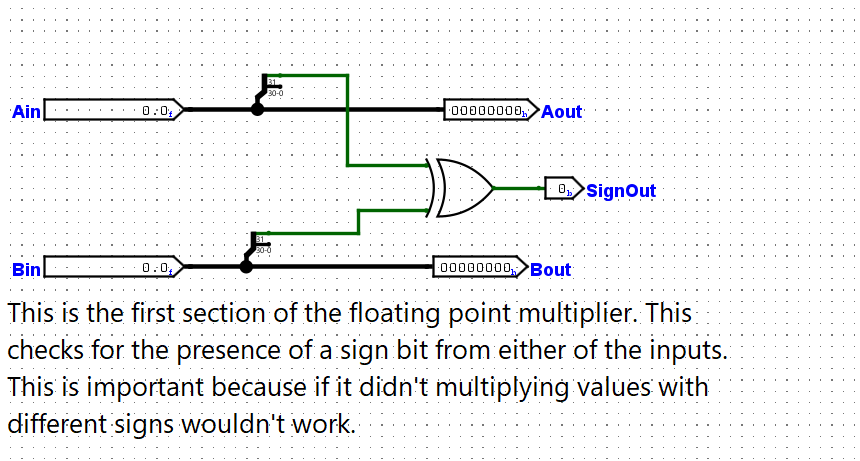 31
30-0
Ain 0.0f 00000000h Aout
0b SignOut
31
30-0
Bin 0.0f 00000000h Bout
This is the first section of the floating point multiplier. This
checks for the presence of a sign bit from either of the inputs.
This is important because if it didn't multiplying values with
different signs wouldn't work.